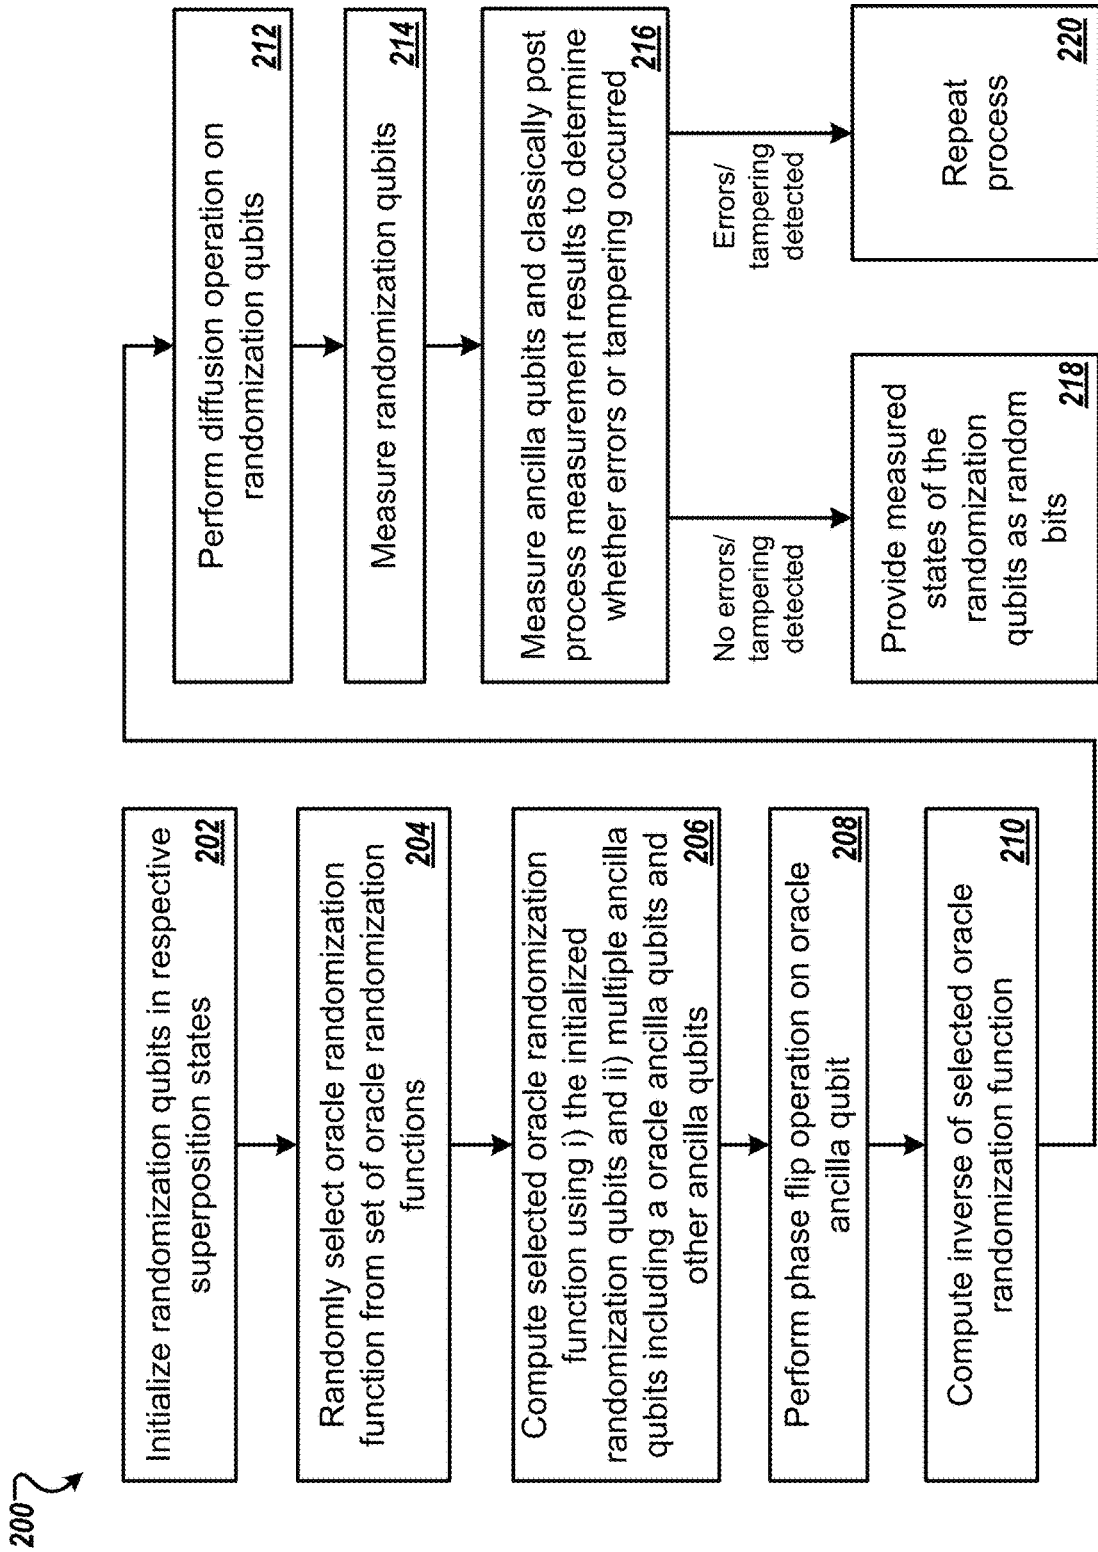 200
Initialize randomization qubits in respective
superposition states
202
Randomly select oracle randomization
function from set of oracle randomization
functions
204
Compute selected oracle randomization
function using i) the initialized
randomization qubits and ii) multiple ancilla
qubits including a oracle ancilla qubits and
other ancilla qubits
206
Perform phase flip operation on oracle
ancilla qubit
208
Compute inverse of selected oracle
randomization function
210
Perform diffusion operation on
randomization qubits
212
Measure randomization qubits
214
Measure ancilla qubits and classically post
process measurement results to determine
whether errors or tampering occurred
216
No errors/
tampering
detected
Errors/
tampering
detected
Provide measured
states of the
randomization
qubits as random
bits
218
Repeat
process
220